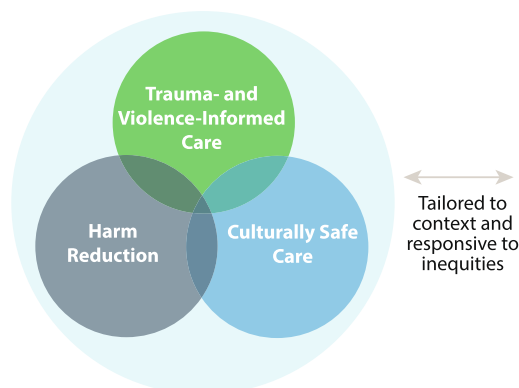 Trauma- and
Violence-Informed
Care
Harm
Reduction
Culturally Safe
Care
Tailored to
context and
responsive to
inequities